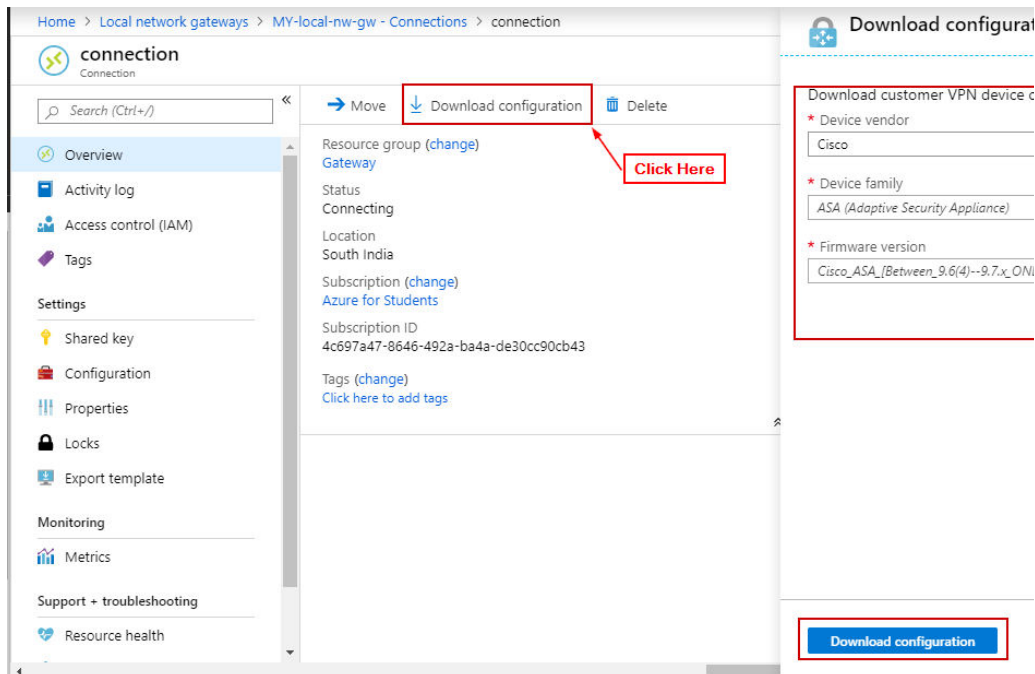 Home > Local network gateways > MY-local-nw-gw - Connections > connection
connection
Connection
Search (Ctrl+/)
«
Overview
Activity log
Access control (IAM)
Tags
Settings
Shared key
Configuration
Properties
Locks
Export template
Monitoring
Metrics
Support + troubleshooting
Resource health
Move
Download configuration
Delete
Click Here
Resource group (change)
Gateway
Status
Connecting
Location
South India
Subscription (change)
Azure for Students
Subscription ID
4c697a47-8646-492a-ba4a-de30cc90cb43
Tags (change)
Click here to add tags
Download configurat
Download customer VPN device c
* Device vendor
Cisco
* Device family
ASA (Adaptive Security Appliance)
* Firmware version
Cisco_ASA_[Between_9.6(4)--9.7.x_ONL
Download configuration